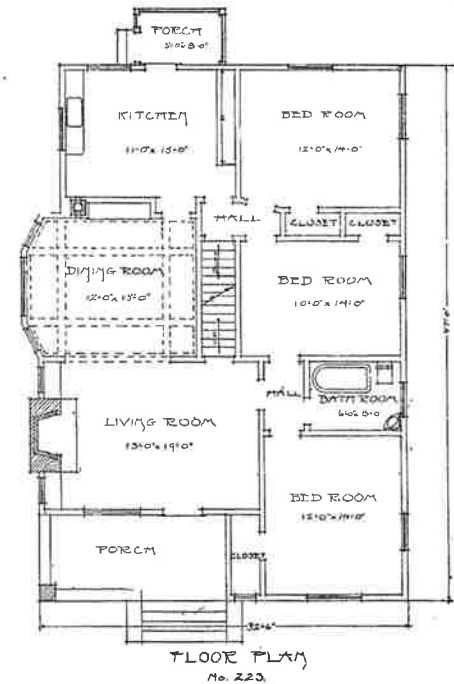 PORCH
KITCHEN
11'-0" x 15'-0"
BED ROOM
12'-0" x 14'-0"
HALL
CLOSET
CLOSET
DINING ROOM
12'-0" x 15'-0"
BED ROOM
10'-0" x 14'-0"
HALL
BATH ROOM
LIVING ROOM
15'-0" x 19'-0"
BED ROOM
12'-0" x 14'-0"
PORCH
CLOSET
32'-6"
FLOOR PLAN
No. 223.